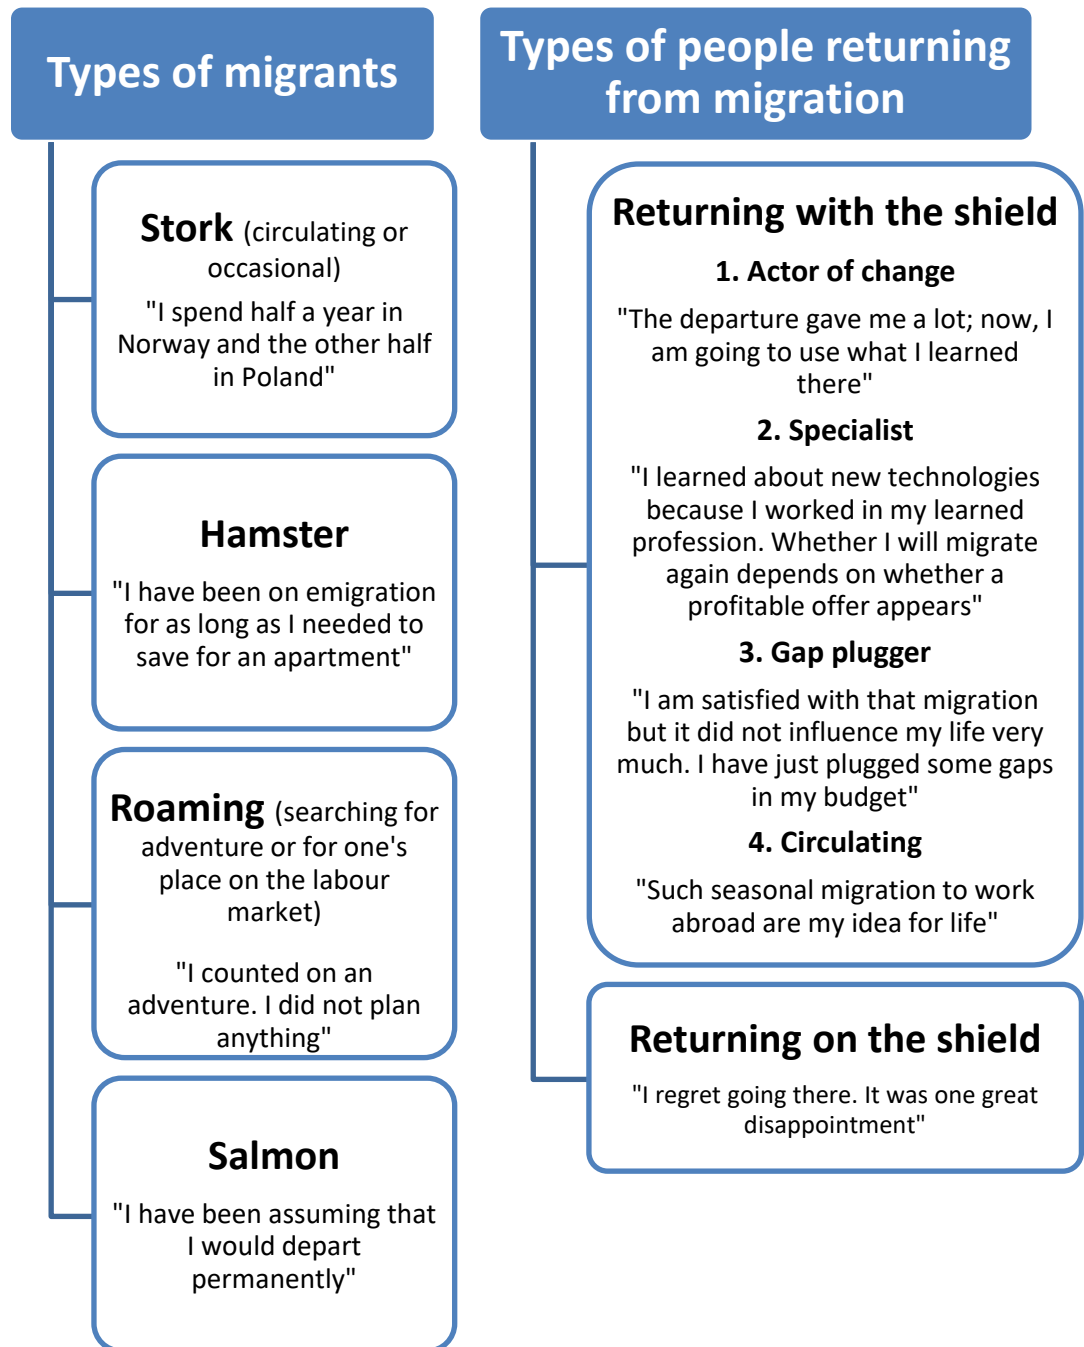 Types of migrants
Stork (circulating or
occasional)
"I spend half a year in
Norway and the other half
in Poland"
Hamster
"I have been on emigration
for as long as I needed to
save for an apartment"
Roaming (searching for
adventure or for one's
place on the labour
market)
"I counted on an
adventure. I did not plan
anything"
Salmon
"I have been assuming that
I would depart
permanently"
Types of people returning
from migration
Returning with the shield
1. Actor of change
"The departure gave me a lot; now, I
am going to use what I learned
there"
2. Specialist
"I learned about new technologies
because I worked in my learned
profession. Whether I will migrate
again depends on whether a
profitable offer appears"
3. Gap plugger
"I am satisfied with that migration
but it did not influence my life very
much. I have just plugged some gaps
in my budget"
4. Circulating
"Such seasonal migration to work
abroad are my idea for life"
Returning on the shield
"I regret going there. It was one great
disappointment"